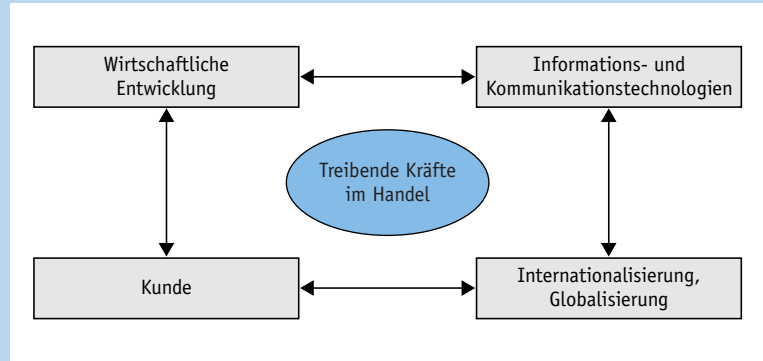 Wirtschaftliche
Entwicklung
Informations- und
Kommunikationstechnologien
Treibende Kräfte
im Handel
Kunde
Internationalisierung,
Globalisierung